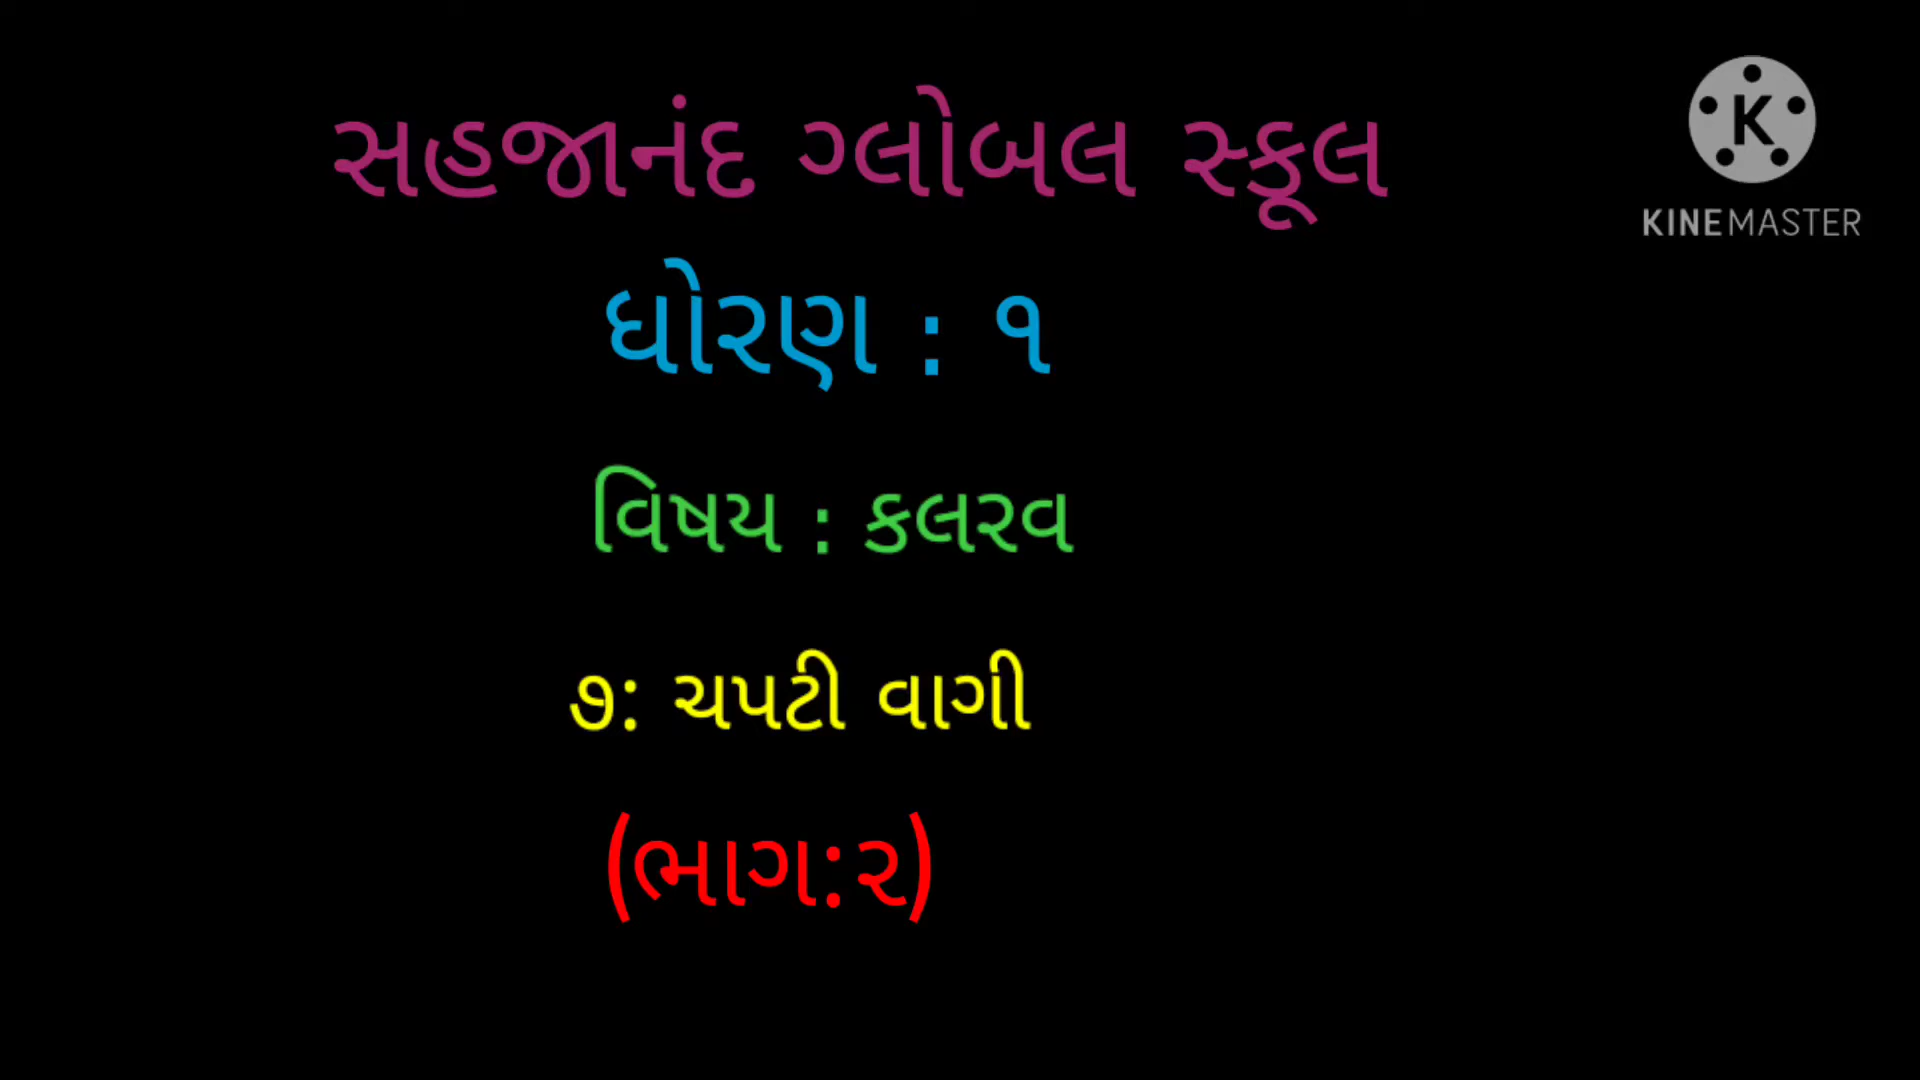 સહજાનંદ ગ્લોબલ સ્કૂલ
ધોરણ : ૧
વિષય : કલરવ
૭: ચપટી વાગી
(ભાગ:૨)
K
KINEMASTER